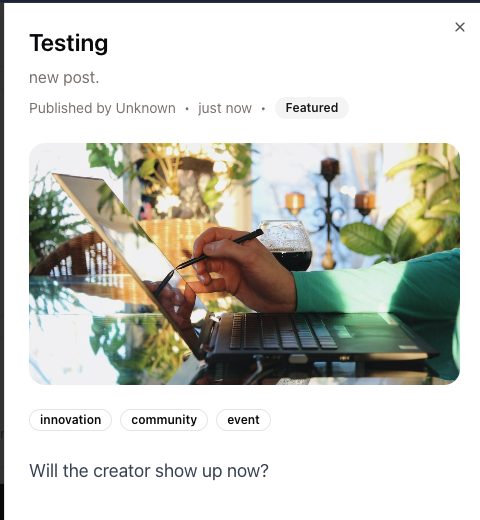 Testing
new post.
Published by Unknown • just now • Featured
innovation community event
Will the creator show up now?